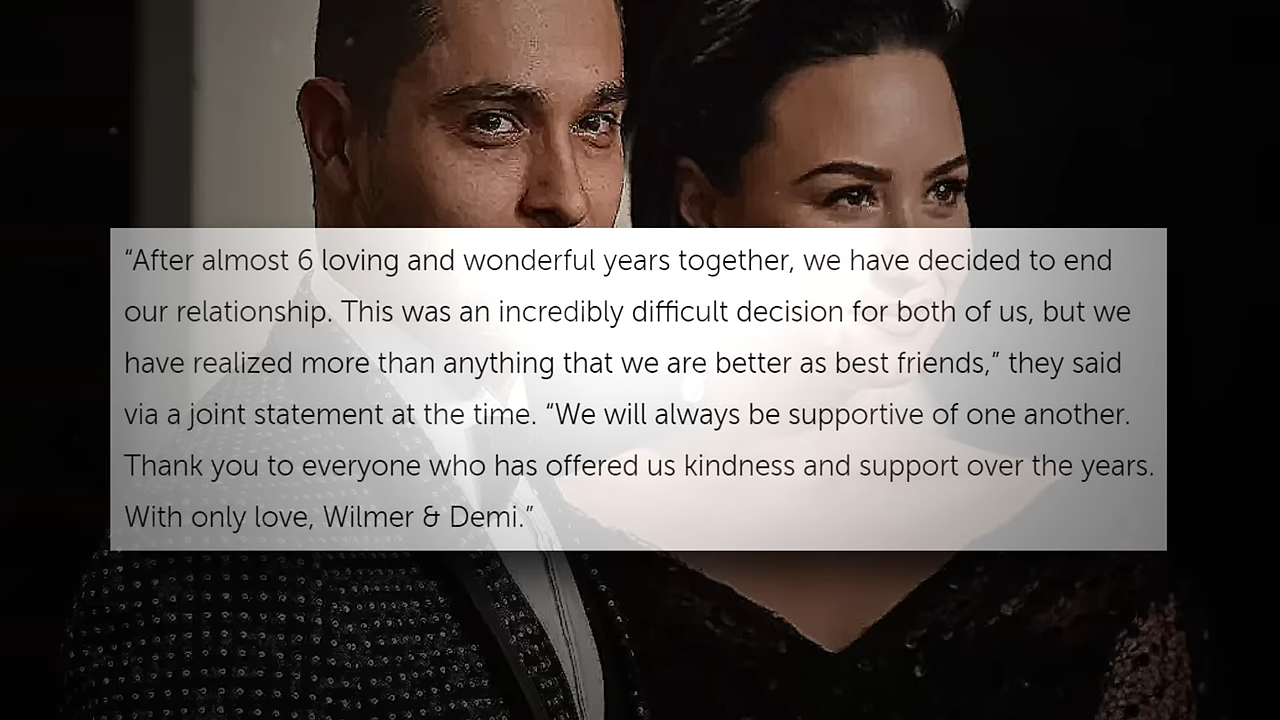 “After almost 6 loving and wonderful years together, we have decided to end
our relationship. This was an incredibly difficult decision for both of us, but we
have realized more than anything that we are better as best friends,” they said
via a joint statement at the time. “We will always be supportive of one another.
Thank you to everyone who has offered us kindness and support over the years.
With only love, Wilmer & Demi.”